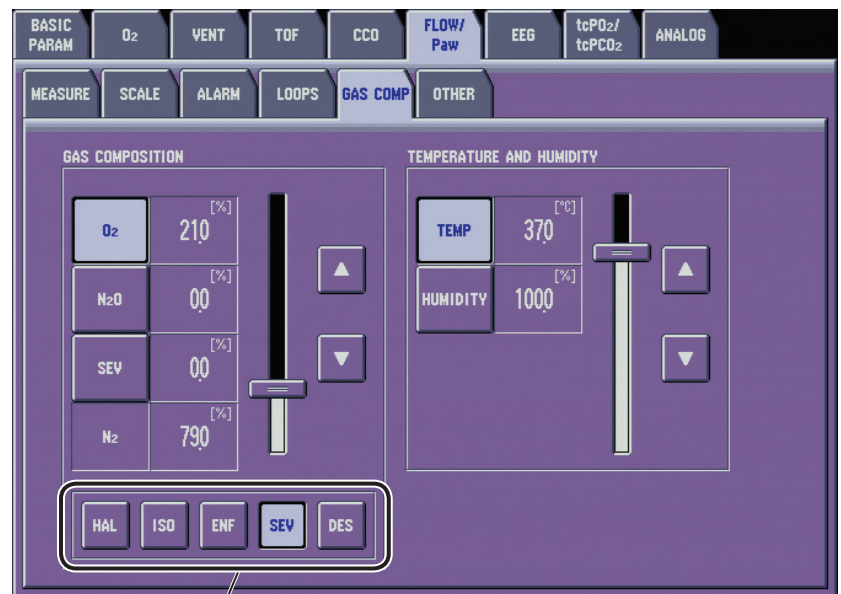 BASIC PARAM O₂ VENT TOF CCO FLOW/ Paw EEG tcPO₂/ tcPCO₂ ANALOG
MEASURE SCALE ALARM LOOPS GAS COMP OTHER
GAS COMPOSITION
O₂ 21.0 [%]
N₂O 0.0 [%]
SEV 0.0 [%]
N₂ 79.0 [%]
HAL ISO ENF SEV DES
TEMPERATURE AND HUMIDITY
TEMP 37.0 [°C]
HUMIDITY 100.0 [%]